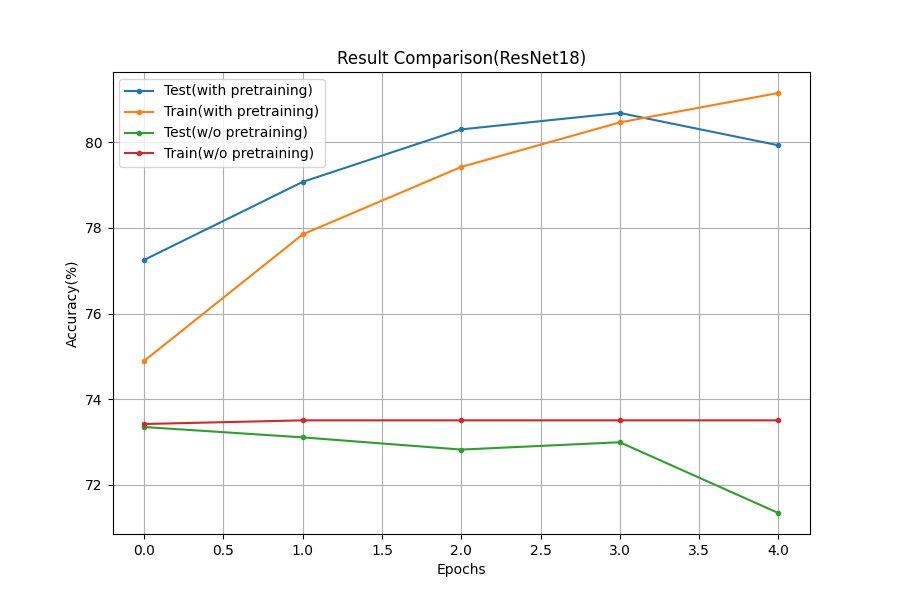 Result Comparison(ResNet18)
Test(with pretraining)
Train(with pretraining)
Test(w/o pretraining)
Train(w/o pretraining)
80
78
76
74
72
Accuracy(%)
0.0 0.5 1.0 1.5 2.0 2.5 3.0 3.5 4.0
Epochs